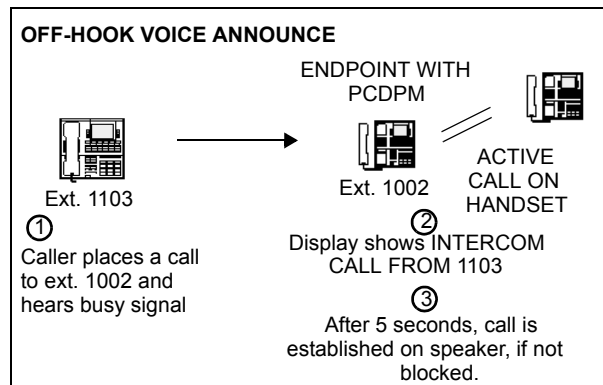 OFF-HOOK VOICE ANNOUNCE
ENDPOINT WITH
PCDPM
Ext. 1103
Ext. 1002
ACTIVE
CALL ON
HANDSET
1
Caller places a call
to ext. 1002 and
hears busy signal
2
Display shows INTERCOM
CALL FROM 1103
3
After 5 seconds, call is
established on speaker, if not
blocked.